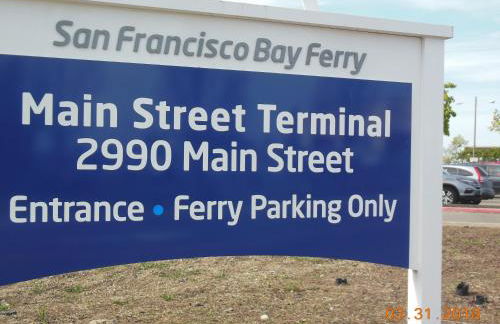 San Francisco Bay Ferry
Main Street Terminal
2990 Main Street
Entrance • Ferry Parking Only